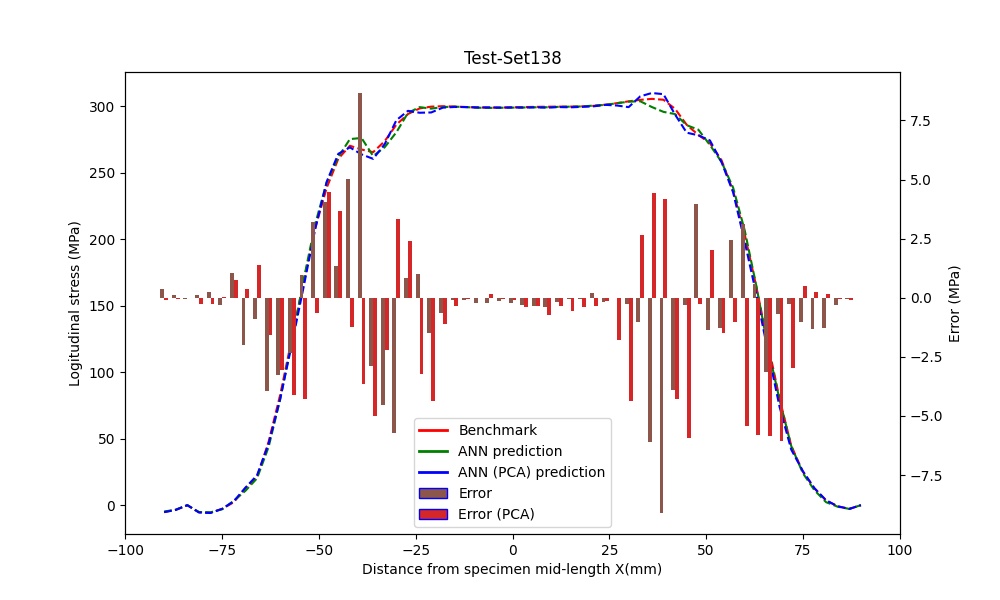 Test-Set138
300
250
200
150
100
50
0
Logitudinal stress (MPa)
7.5
5.0
2.5
0.0
−2.5
−5.0
−7.5
Error (MPa)
Benchmark
ANN prediction
ANN (PCA) prediction
Error
Error (PCA)
−100 −75 −50 −25 0 25 50 75 100
Distance from specimen mid-length X(mm)